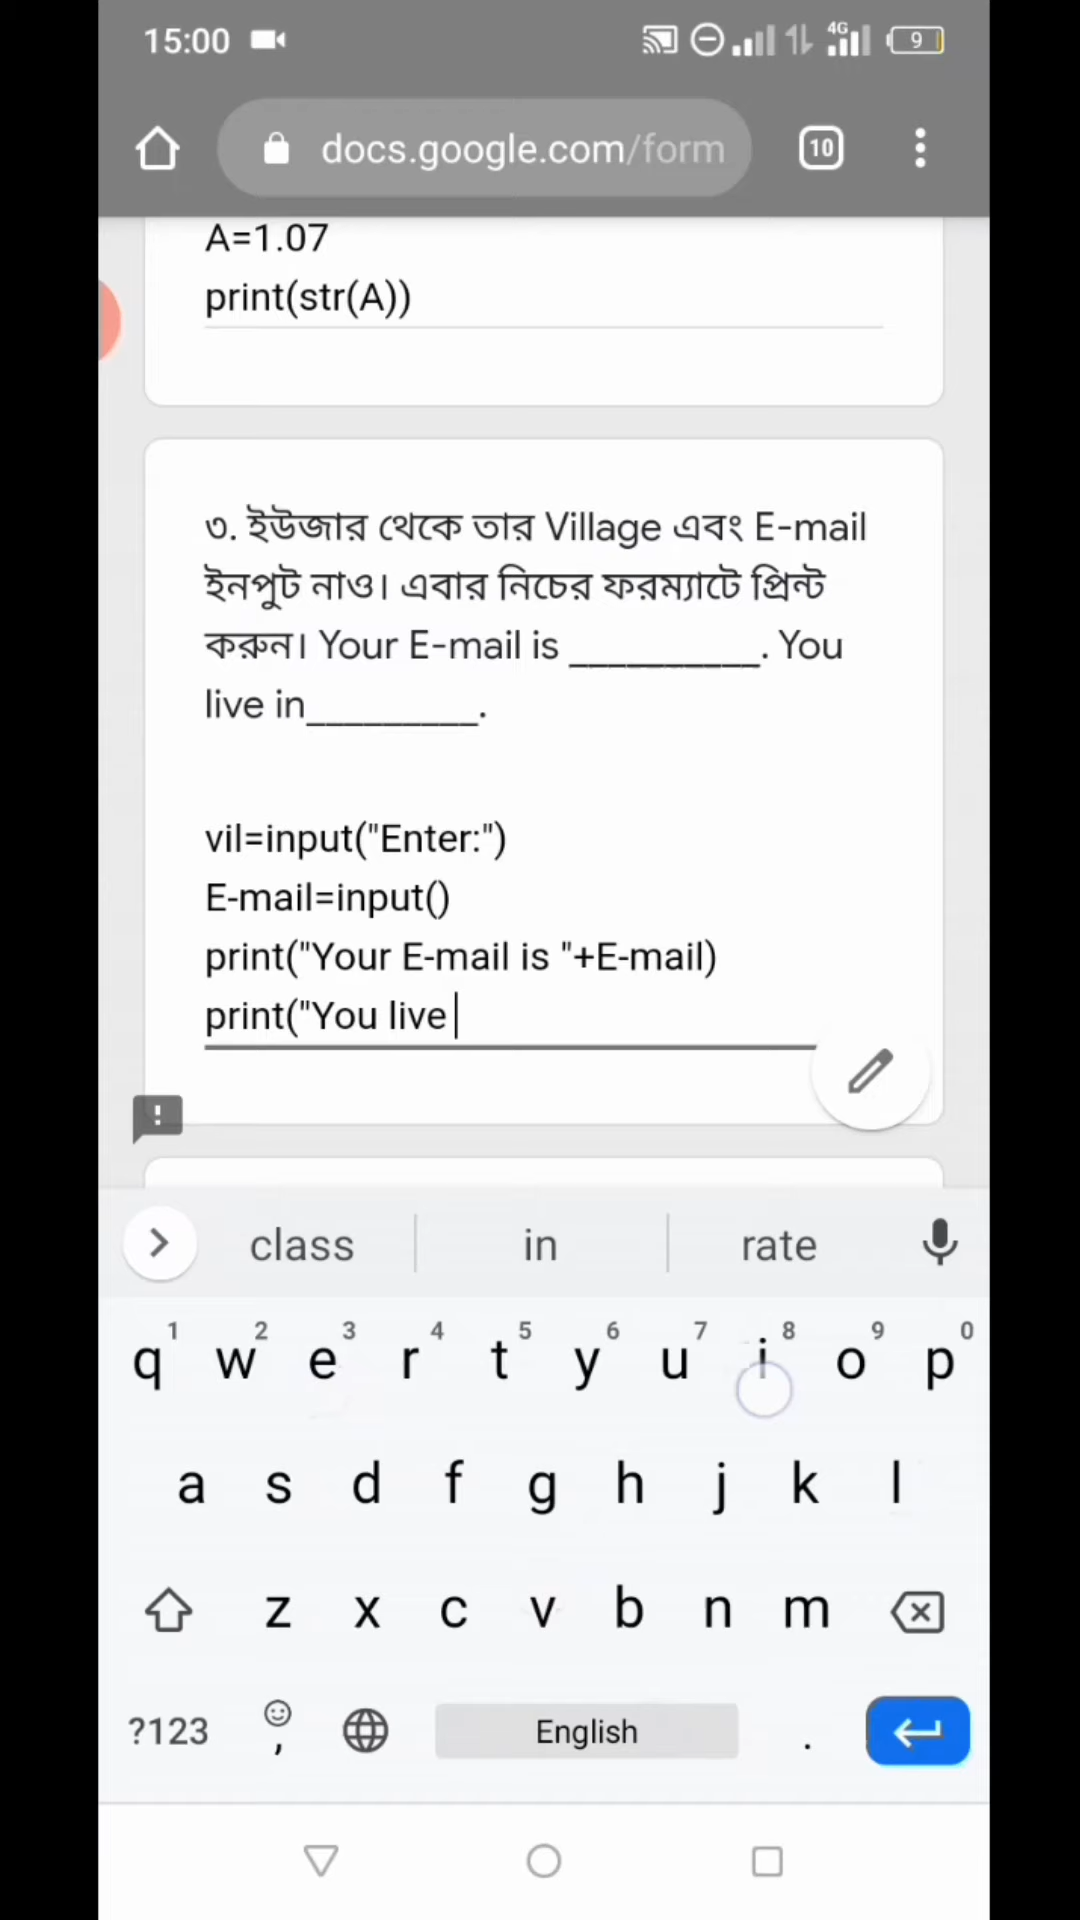 15:00
4G
9
docs.google.com/form
10
A=1.07
print(str(A))
৩. ইউজার থেকে তার Village এবং E-mail
ইনপুট নাও। এবার নিচের ফরম্যাটে প্রিন্ট
করুন। Your E-mail is __________. You
live in_________.
vil=input("Enter:")
E-mail=input()
print("Your E-mail is "+E-mail)
print("You live
!
class in rate
1 2 3 4 5 6 7 8 9 0
q w e r t y u i o p
a s d f g h j k l
z x c v b n m
?123 , English .